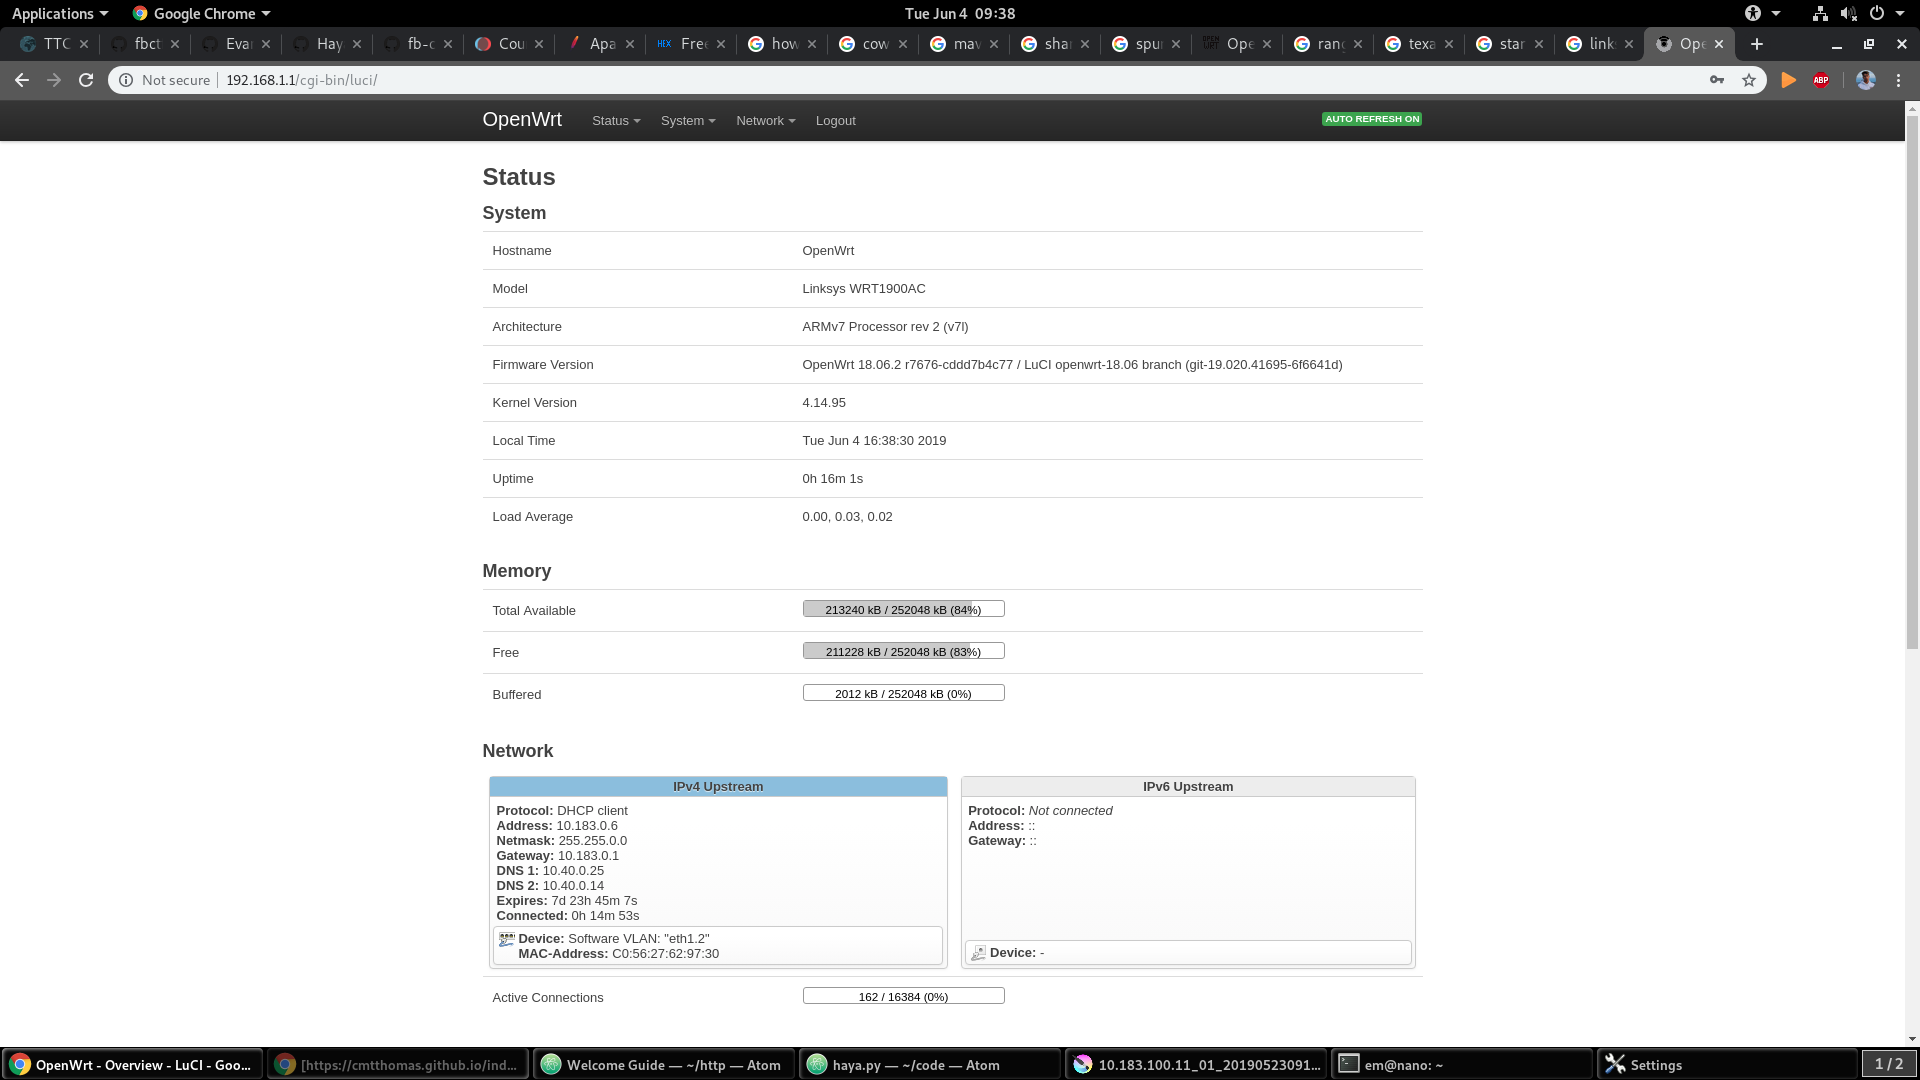 Applications
Google Chrome
Tue Jun 4 09:38
TTC
fbct
Eva
Hay
fb-c
Cou
Apa
HEX Fre
how
cow
mav
shar
spur
Ope
ran
texa
star
link
Ope
Not secure 192.168.1.1/cgi-bin/luci/
ABP
OpenWrt Status System Network Logout AUTO REFRESH ON
Status
System
Hostname OpenWrt
Model Linksys WRT1900AC
Architecture ARMv7 Processor rev 2 (v7l)
Firmware Version OpenWrt 18.06.2 r7676-cddd7b4c77 / LuCI openwrt-18.06 branch (git-19.020.41695-6f6641d)
Kernel Version 4.14.95
Local Time Tue Jun 4 16:38:30 2019
Uptime 0h 16m 1s
Load Average 0.00, 0.03, 0.02
Memory
Total Available 213240 kB / 252048 kB (84%)
Free 211228 kB / 252048 kB (83%)
Buffered 2012 kB / 252048 kB (0%)
Network
IPv4 Upstream
Protocol: DHCP client
Address: 10.183.0.6
Netmask: 255.255.0.0
Gateway: 10.183.0.1
DNS 1: 10.40.0.25
DNS 2: 10.40.0.14
Expires: 7d 23h 45m 7s
Connected: 0h 14m 53s
Device: Software VLAN: "eth1.2"
MAC-Address: C0:56:27:62:97:30
IPv6 Upstream
Protocol: Not connected
Address: ::
Gateway: ::
Device: -
Active Connections 162 / 16384 (0%)
OpenWrt - Overview - LuCI - Goo...
[https://cmtthomas.github.io/ind...
Welcome Guide — ~/http — Atom
haya.py — ~/code — Atom
10.183.100.11_01_20190523091...
em@nano: ~
Settings
1 / 2